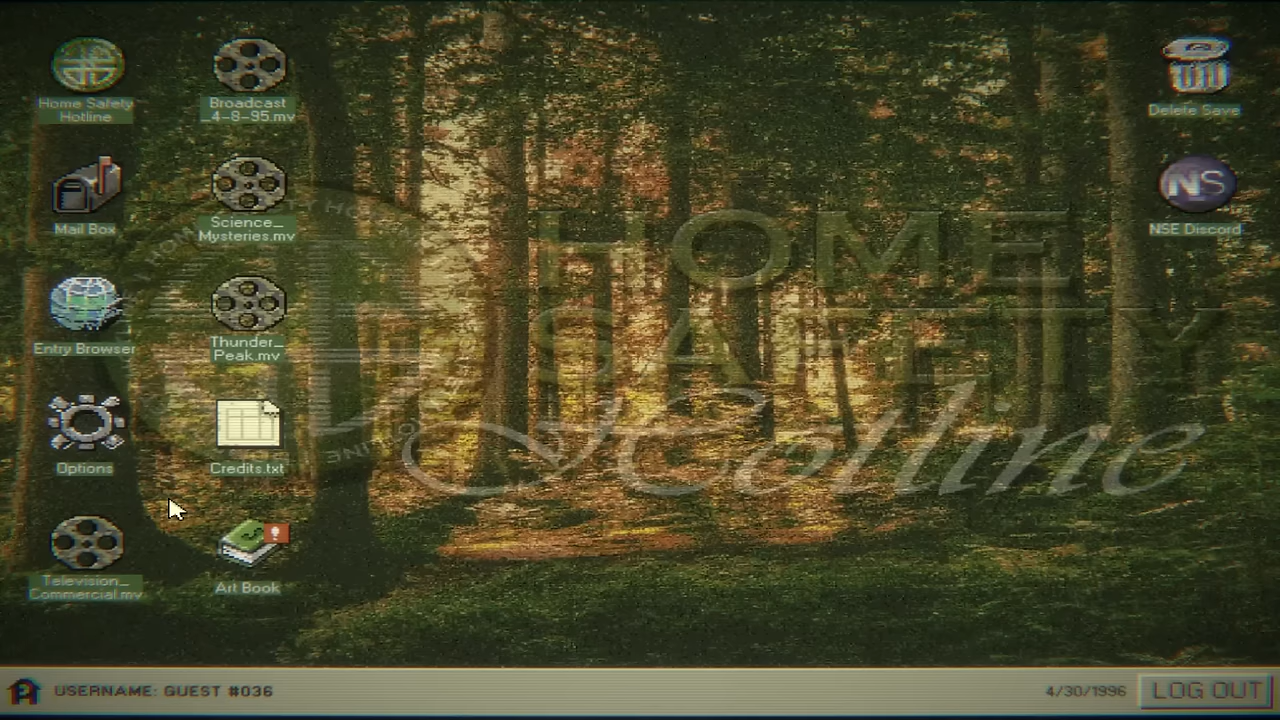 Home Safety
Hotline
Broadcast
_4-8-95.mv
Delete Save
Mail Box
Science_
Mysteries.mv
NSE Discord
NS
HOME
SAFETY
Hotline
Entry Browser
Thunder_
Peak.mv
Options
Credits.txt
Television_
Commercial.mv
Art Book
USERNAME: GUEST #036
4/30/1996
LOG OUT